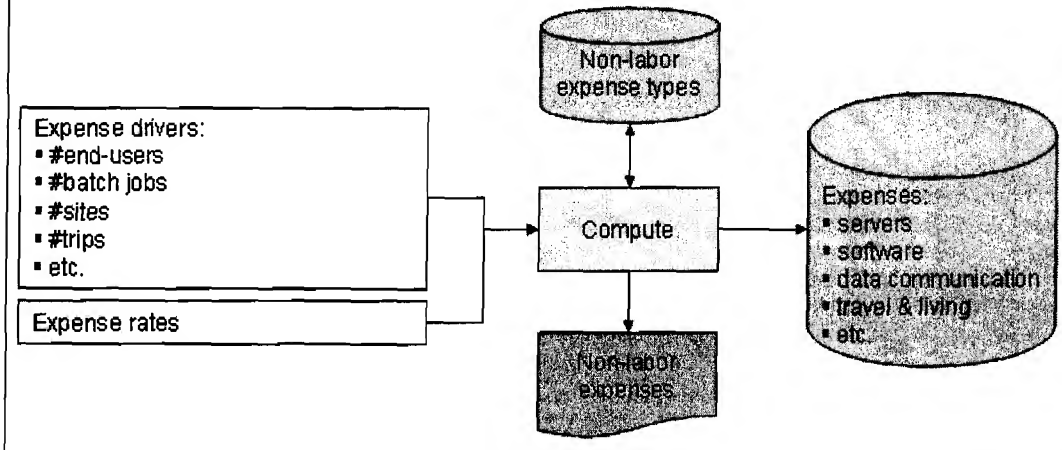 Non-labor
expense types
Expense drivers:
▪ #end-users
▪ #batch jobs
▪ #sites
▪ #trips
▪ etc.
Expense rates
Compute
Expenses:
▪ servers
▪ software
▪ data communication
▪ travel & living
▪ etc.
Non-labor
expenses